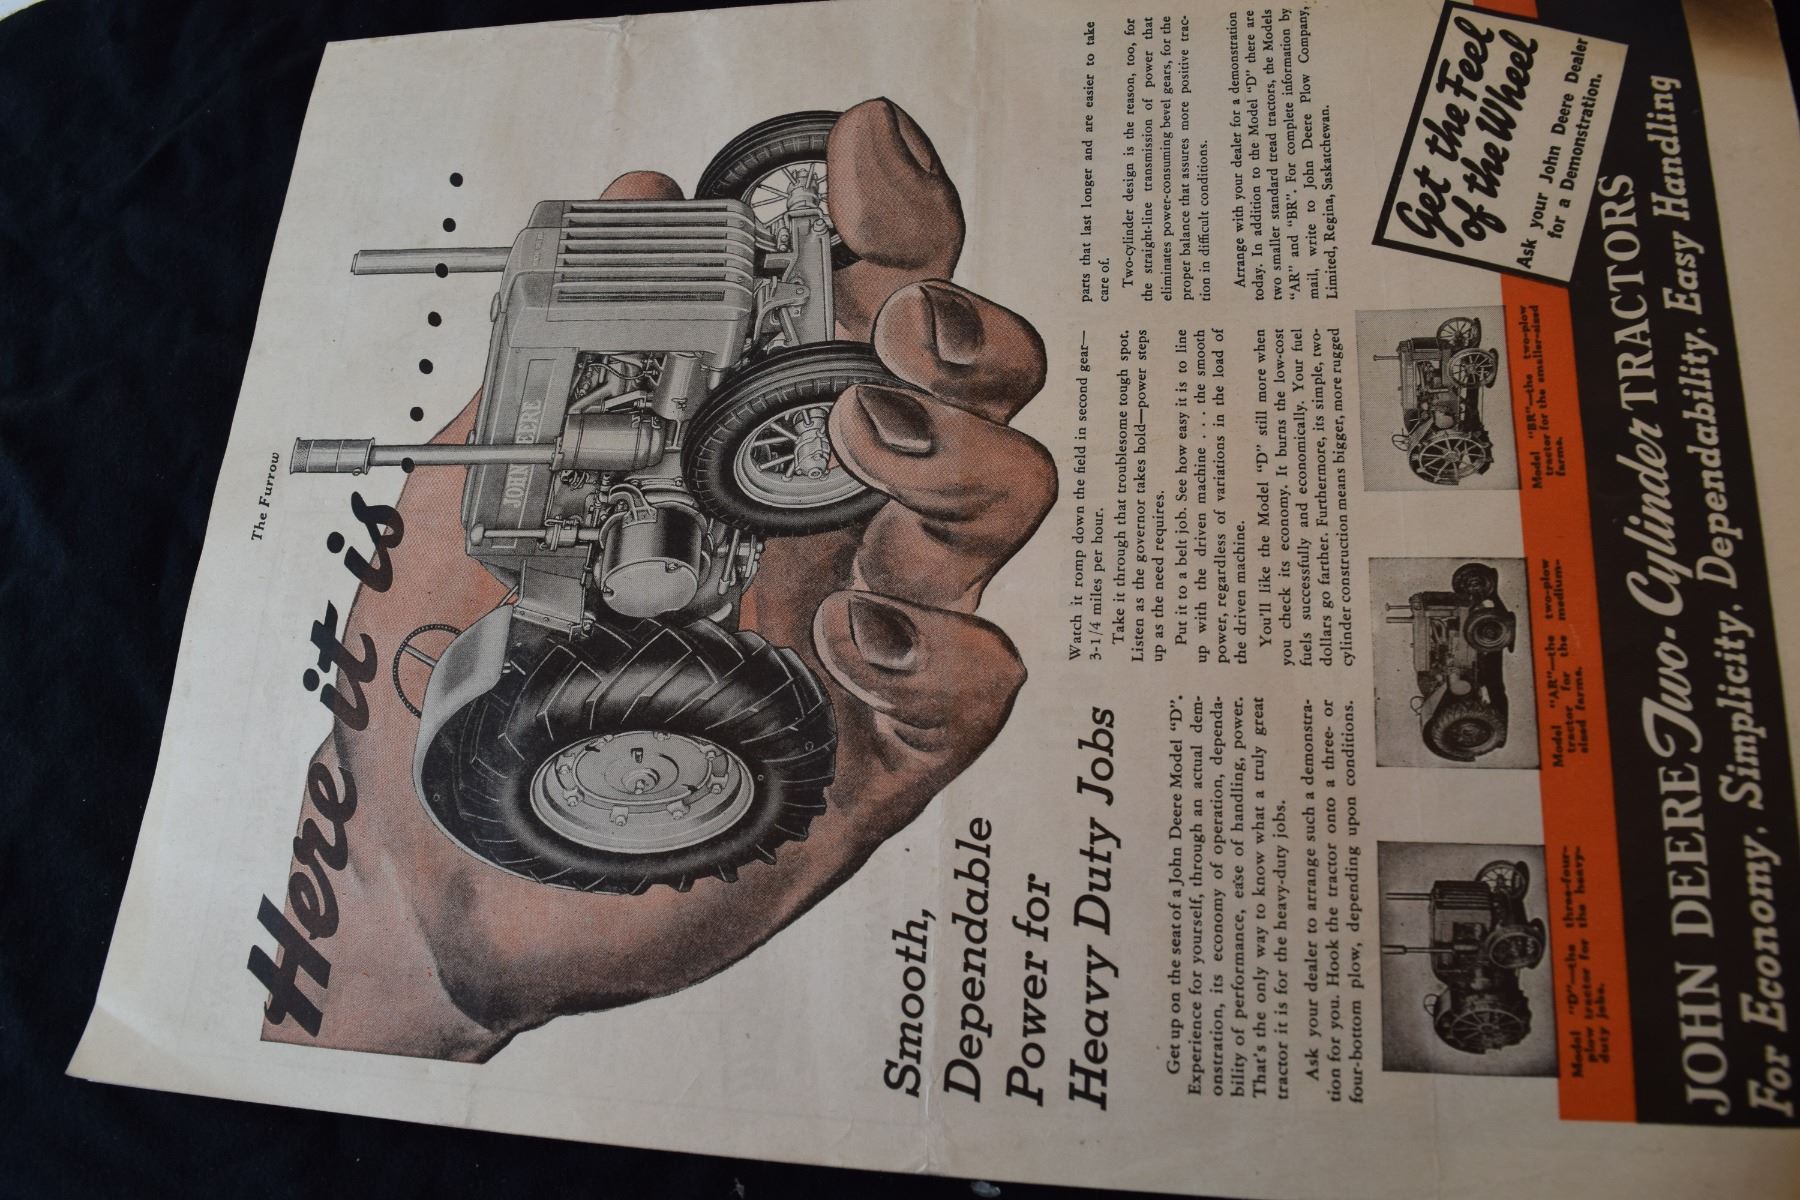 The Furrow
Here it is.......
JOHN DEERE
Smooth,
Dependable
Power for
Heavy Duty Jobs
Get up on the seat of a John Deere Model “D”.
Experience for yourself, through an actual dem-
onstration, its economy of operation, dependa-
bility of performance, ease of handling, power.
That's the only way to know what a truly great
tractor it is for the heavy-duty jobs.
Ask your dealer to arrange such a demonstra-
tion for you. Hook the tractor onto a three- or
four-bottom plow, depending upon conditions.
Watch it romp down the field in second gear—
3-1/4 miles per hour.
Take it through that troublesome tough spot.
Listen as the governor takes hold—power steps
up as the need requires.
Put it to a belt job. See how easy it is to line
up with the driven machine . . . the smooth
power, regardless of variations in the load of
the driven machine.
You'll like the Model “D” still more when
you check its economy. It burns the low-cost
fuels successfully and economically. Your fuel
dollars go farther. Furthermore, its simple, two-
cylinder construction means bigger, more rugged
parts that last longer and are easier to take
care of.
Two-cylinder design is the reason, too, for
the straight-line transmission of power that
eliminates power-consuming bevel gears, for the
proper balance that assures more positive trac-
tion in difficult conditions.
Arrange with your dealer for a demonstration
today. In addition to the Model “D” there are
two smaller standard tread tractors, the Models
“AR” and “BR”. For complete information by
mail, write to John Deere Plow Company,
Limited, Regina, Saskatchewan.
Model “D”—the three-four-
plow tractor for the heavy-
duty jobs.
Model “AR”—the two-plow
tractor for the medium-
sized farms.
Model “BR”—the two-plow
tractor for the smaller-sized
farms.
Get the Feel
of the Wheel
Ask your John Deere Dealer
for a Demonstration.
JOHN DEERE Two-Cylinder TRACTORS
For Economy, Simplicity, Dependability, Easy Handling